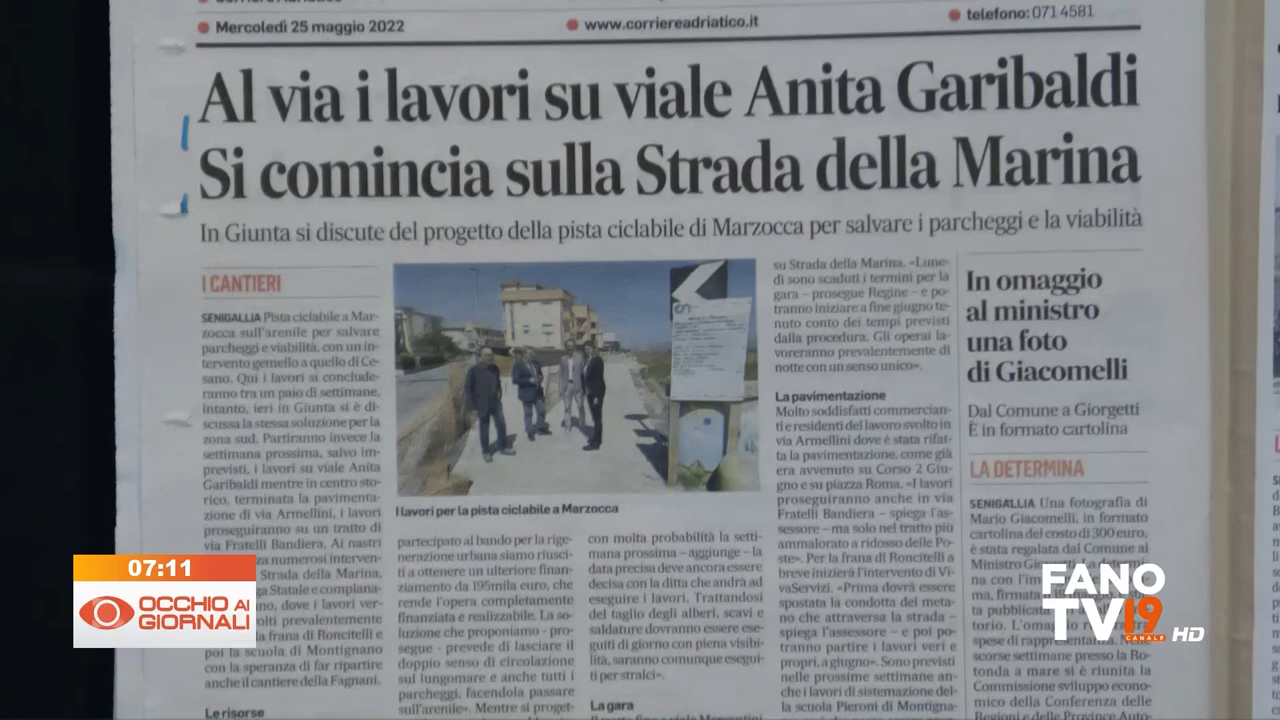 Mercoledì 25 maggio 2022
www.corriereadriatico.it
telefono: 071 4581
Al via i lavori su viale Anita Garibaldi
Si comincia sulla Strada della Marina
In Giunta si discute del progetto della pista ciclabile di Marzocca per salvare i parcheggi e la viabilità
I CANTIERI
SENIGALLIA Pista ciclabile a Mar-
zocca sull'arenile per salvare
parcheggi e viabilità, con un in-
tervento gemello a quello di Ce-
sano. Qui i lavori si conclude-
ranno tra un paio di settimane,
intanto, ieri in Giunta si è di-
scussa la stessa soluzione per la
zona sud. Partiranno invece la
settimana prossima, salvo im-
previsti, i lavori su viale Anita
Garibaldi mentre in centro sto-
rico, terminata la pavimenta-
zione di via Armellini, i lavori
proseguiranno su un tratto di
via Fratelli Bandiera. Ai nastri
za numerosi interven-
Strada della Marina,
ga Statale e complana-
no, dove i lavori ver-
olti prevalentemente
a frana di Roncitelli e
poi la scuola di Montigna
con la speranza di far ripartire
anche il cantiere della Fagnani.
Le risorse
I lavori per la pista ciclabile a Marzocca
partecipato al bando per la rige-
nerazione urbana siamo riusci-
ti a ottenere un ulteriore finan-
ziamento da 195mila euro, che
rende l'opera completamente
finanziata e realizzabile. La so-
luzione che proponiamo - pro-
segue - prevede di lasciare il
doppio senso di circolazione
sul lungomare e anche tutti i
parcheggi, facendola passare
sull'arenile». Mentre si proget-
con molta probabilità la setti-
mana prossima – aggiunge – la
data precisa deve ancora essere
decisa con la ditta che andrà ad
eseguire i lavori. Trattandosi
del taglio degli alberi, scavi e
saldature dovranno essere ese-
guiti di giorno con piena visibi-
lità, saranno comunque esegui-
ti per stralci».
La gara
su Strada della Marina. «Lune-
dì sono scaduti i termini per la
gara – prosegue Regine – e po-
tranno iniziare a fine giugno te-
nuto conto dei tempi previsti
dalla procedura. Gli operai la-
voreranno prevalentemente di
notte con un senso unico».
La pavimentazione
Molto soddisfatti commercian-
ti e residenti del lavoro svolto in
via Armellini dove è stata rifat-
ta la pavimentazione, come già
era avvenuto su Corso 2 Giu-
gno e su piazza Roma. «I lavori
proseguiranno anche in via
Fratelli Bandiera – spiega l'as-
sessore – ma solo nel tratto più
ammalorato a ridosso delle Po-
ste». Per la frana di Roncitelli a
breve inizierà l'intervento di Vi-
vaServizi. «Prima dovrà essere
spostata la condotta del meta-
no che attraversa la strada –
spiega l'assessore – e poi po-
tranno partire i lavori veri e
propri, a giugno». Sono previsti
nelle prossime settimane an-
che i lavori di sistemazione del-
la scuola Pieroni di Montigna-
In omaggio
al ministro
una foto
di Giacomelli
Dal Comune a Giorgetti
È in formato cartolina
LA DETERMINA
SENIGALLIA Una fotografia di
Mario Giacomelli, in formato
cartolina del costo di 300 euro,
è stata regalata dal Comune al
Ministro
na con l'im
ma, firmata
ta pubblicat
torio. L'om
spese di rappre
scorse settimane presso la Ro-
tonda a mare si è riunita la
Commissione sviluppo econo-
mico della Conferenza delle
Regioni e delle Province Auto-
07:11
OCCHIO AI
GIORNALI
FANO
TV19
CANALE HD